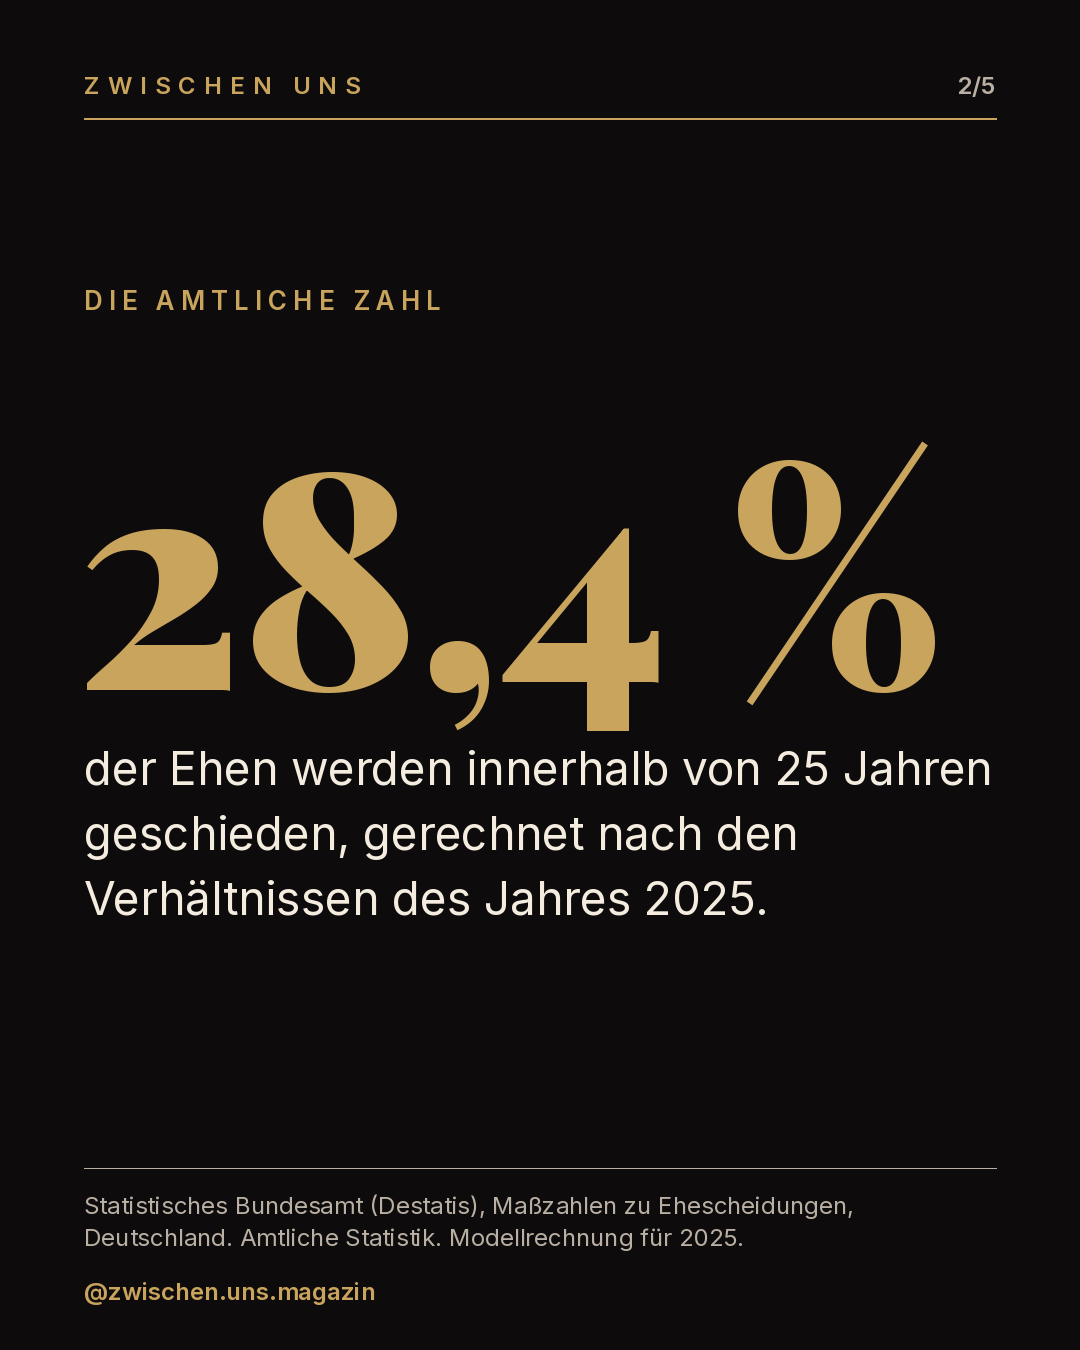 ZWISCHEN UNS
2/5
DIE AMTLICHE ZAHL
28,4 %
der Ehen werden innerhalb von 25 Jahren
geschieden, gerechnet nach den
Verhältnissen des Jahres 2025.
Statistisches Bundesamt (Destatis), Maßzahlen zu Ehescheidungen,
Deutschland. Amtliche Statistik. Modellrechnung für 2025.
@zwischen.uns.magazin